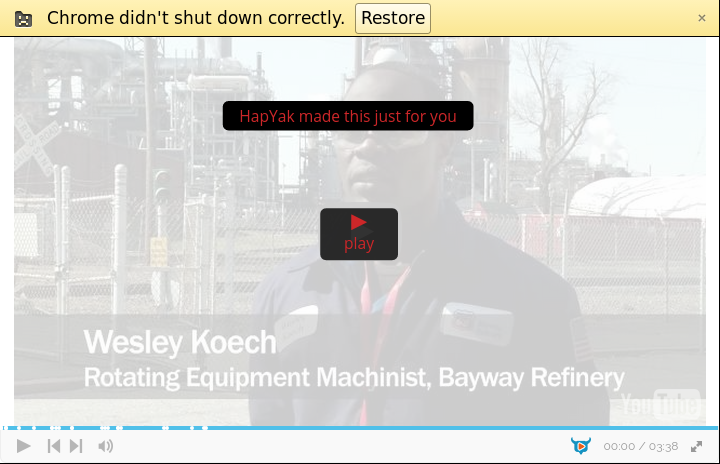 Chrome didn't shut down correctly. Restore ×
HapYak made this just for you
play
Wesley Koech
Rotating Equipment Machinist, Bayway Refinery
YouTube
00:00 / 03:38